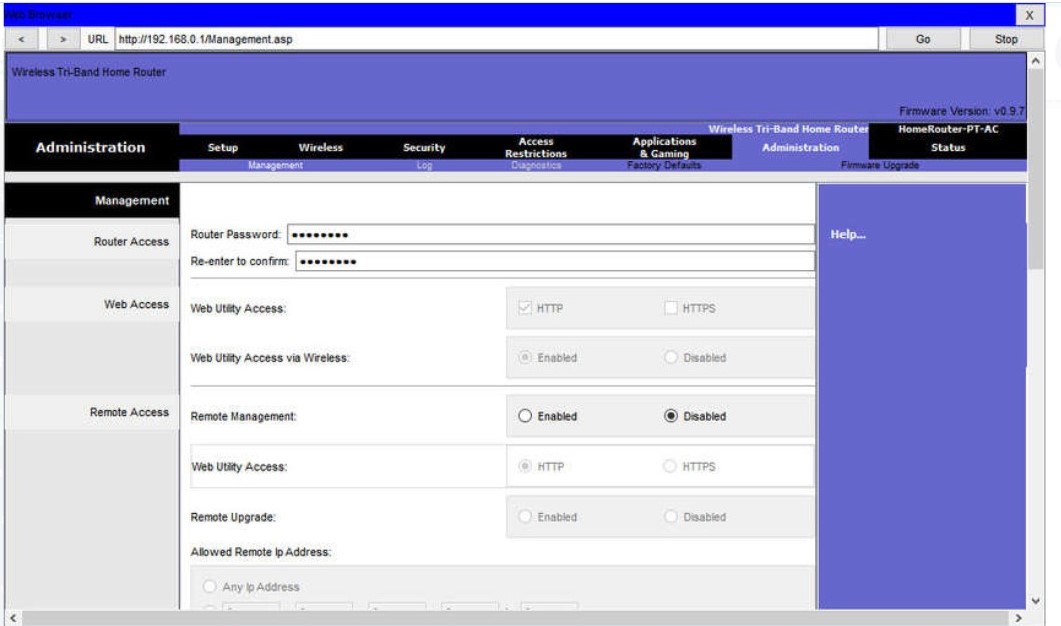 Web Browser
X
< > URL http://192.168.0.1/Management.asp Go Stop
Wireless Tri-Band Home Router
Firmware Version: v0.9.7
Wireless Tri-Band Home Router HomeRouter-PT-AC
Administration Setup Wireless Security Access Restrictions Applications & Gaming Administration Status
Management Log Diagnostics Factory Defaults Firmware Upgrade
Management
Help...
Router Access Router Password: ••••••••
Re-enter to confirm: ••••••••
Web Access Web Utility Access: HTTP HTTPS
Web Utility Access via Wireless: Enabled Disabled
Remote Access Remote Management: Enabled Disabled
Web Utility Access: HTTP HTTPS
Remote Upgrade: Enabled Disabled
Allowed Remote Ip Address:
Any Ip Address